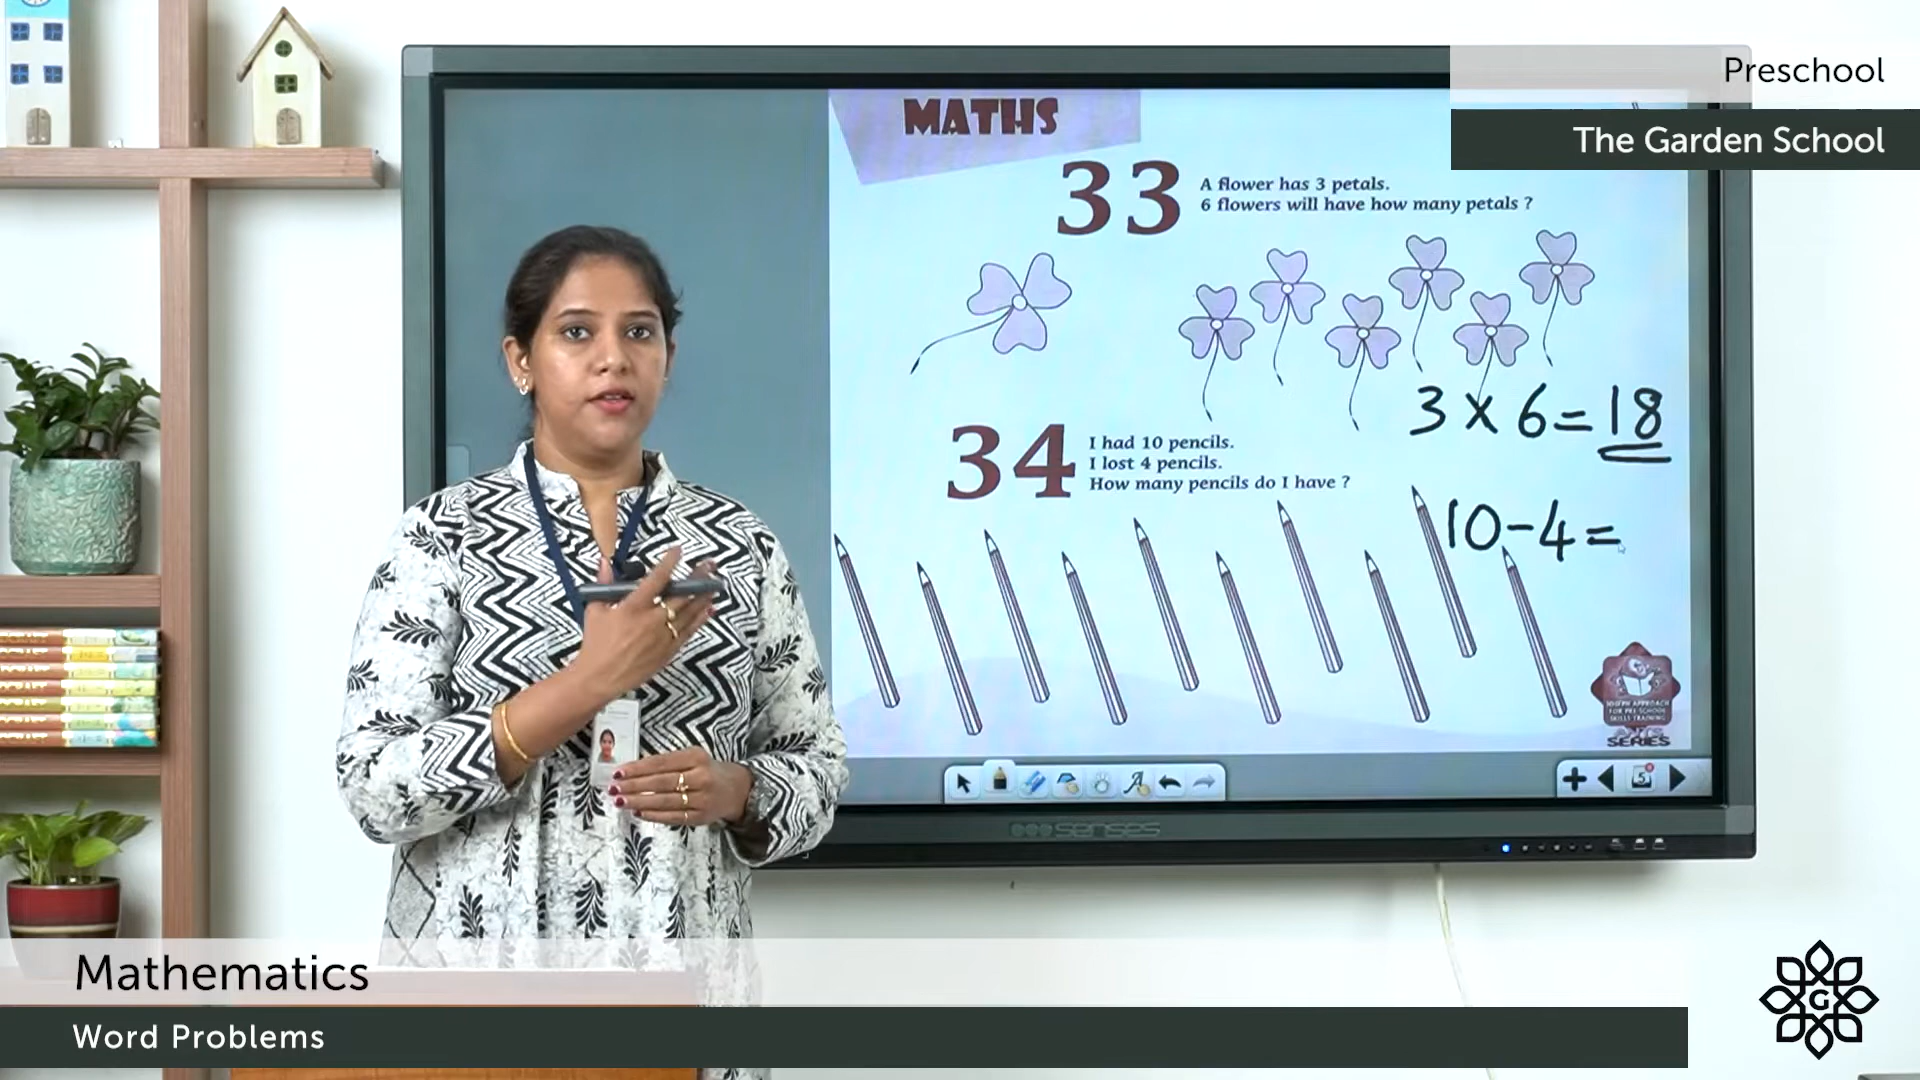 Preschool
The Garden School
MATHS
33
A flower has 3 petals.
6 flowers will have how many petals ?
3 x 6 = 18
34
I had 10 pencils.
I lost 4 pencils.
How many pencils do I have ?
10-4=
SERIES
5
senses
Mathematics
Word Problems
G